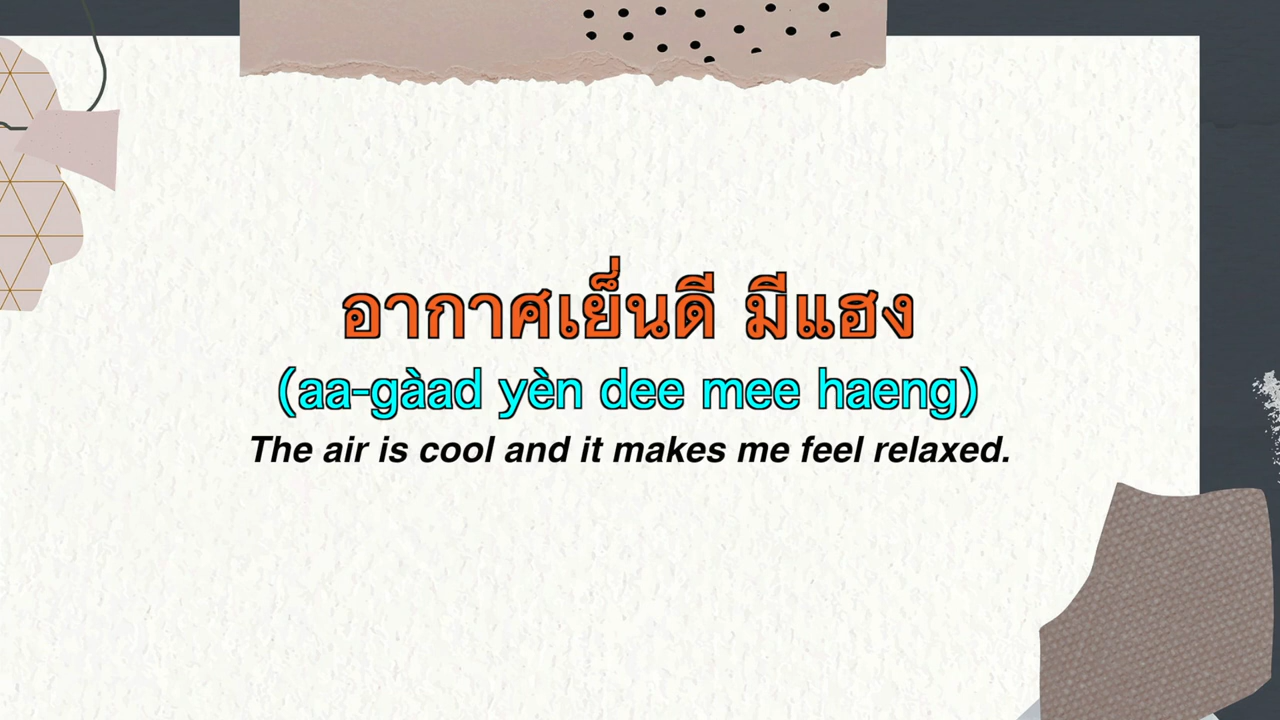 อากาศเย็่นดี มีแฮง
(aa-gàad yèn dee mee haeng)
The air is cool and it makes me feel relaxed.